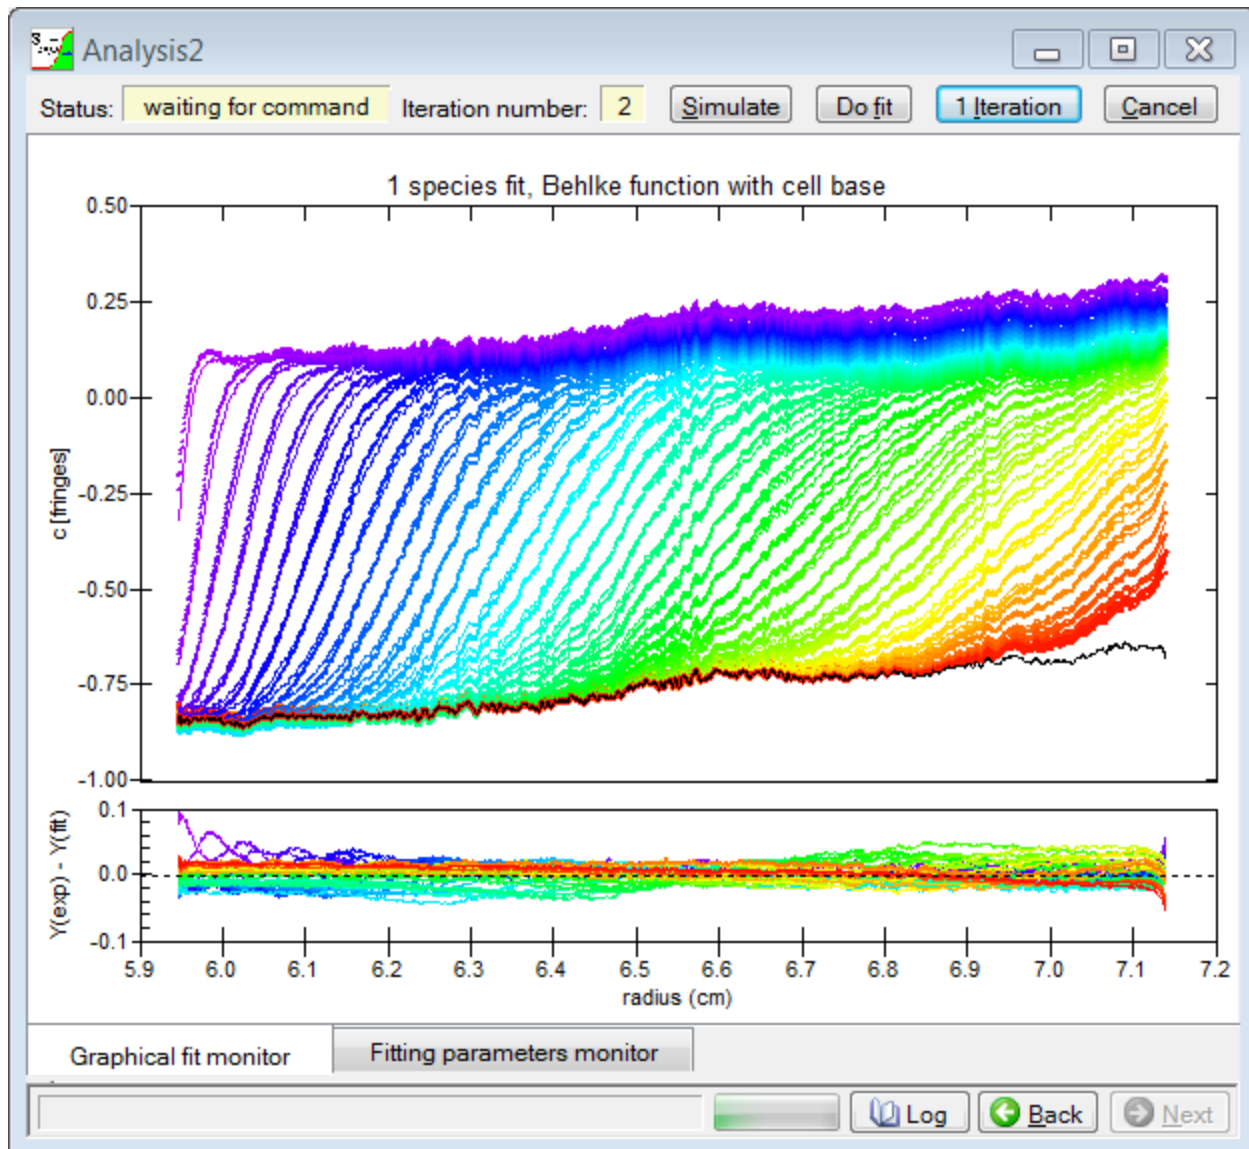 Analysis2
Status: waiting for command Iteration number: 2 Simulate Do fit 1 Iteration Cancel
1 species fit, Behlke function with cell base
0.50
0.25
0.00
-0.25
-0.50
-0.75
-1.00
c [fringes]
0.1
0.0
-0.1
Y(exp) - Y(fit)
5.9 6.0 6.1 6.2 6.3 6.4 6.5 6.6 6.7 6.8 6.9 7.0 7.1 7.2
radius (cm)
Graphical fit monitor Fitting parameters monitor
Log Back Next